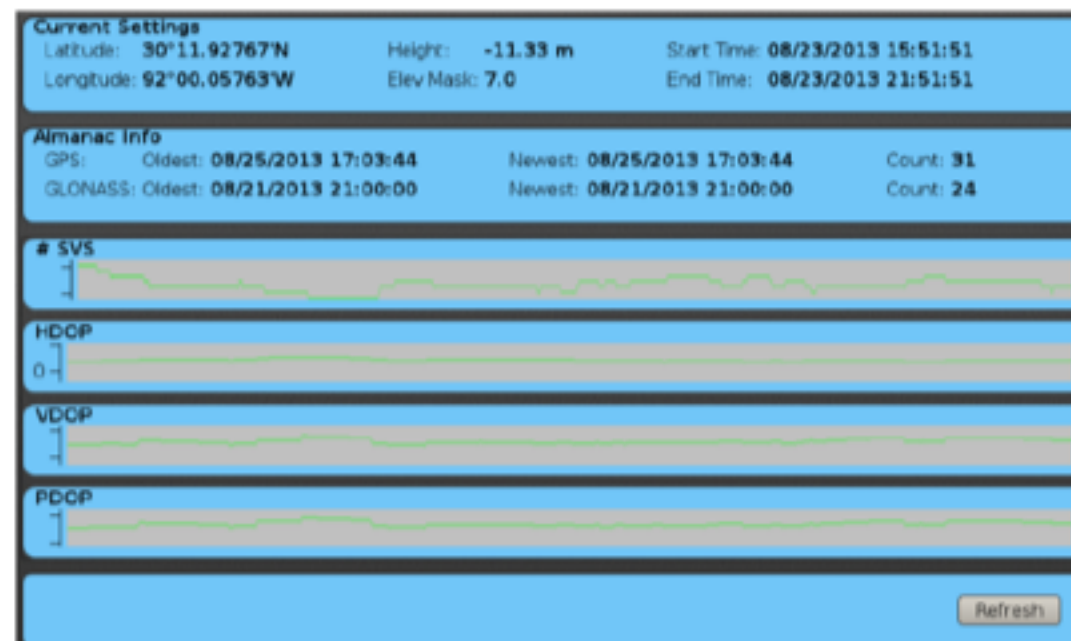 Current Settings
Latitude: 30°11.92767'N Height: -11.33 m Start Time: 08/23/2013 15:51:51
Longitude: 92°00.05763'W Elev Mask: 7.0 End Time: 08/23/2013 21:51:51
Almanac Info
GPS: Oldest: 08/25/2013 17:03:44 Newest: 08/25/2013 17:03:44 Count: 31
GLONASS: Oldest: 08/21/2013 21:00:00 Newest: 08/21/2013 21:00:00 Count: 24
# SVS
HDOP
0
VDOP
PDOP
Refresh